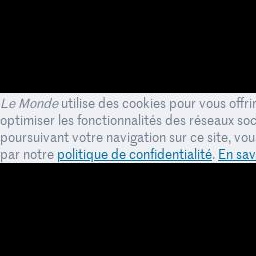 Le Monde utilise des cookies pour vous offrir
optimiser les fonctionnalités des réseaux
poursuivant votre navigation sur ce site,
par notre politique de confidentialité. En